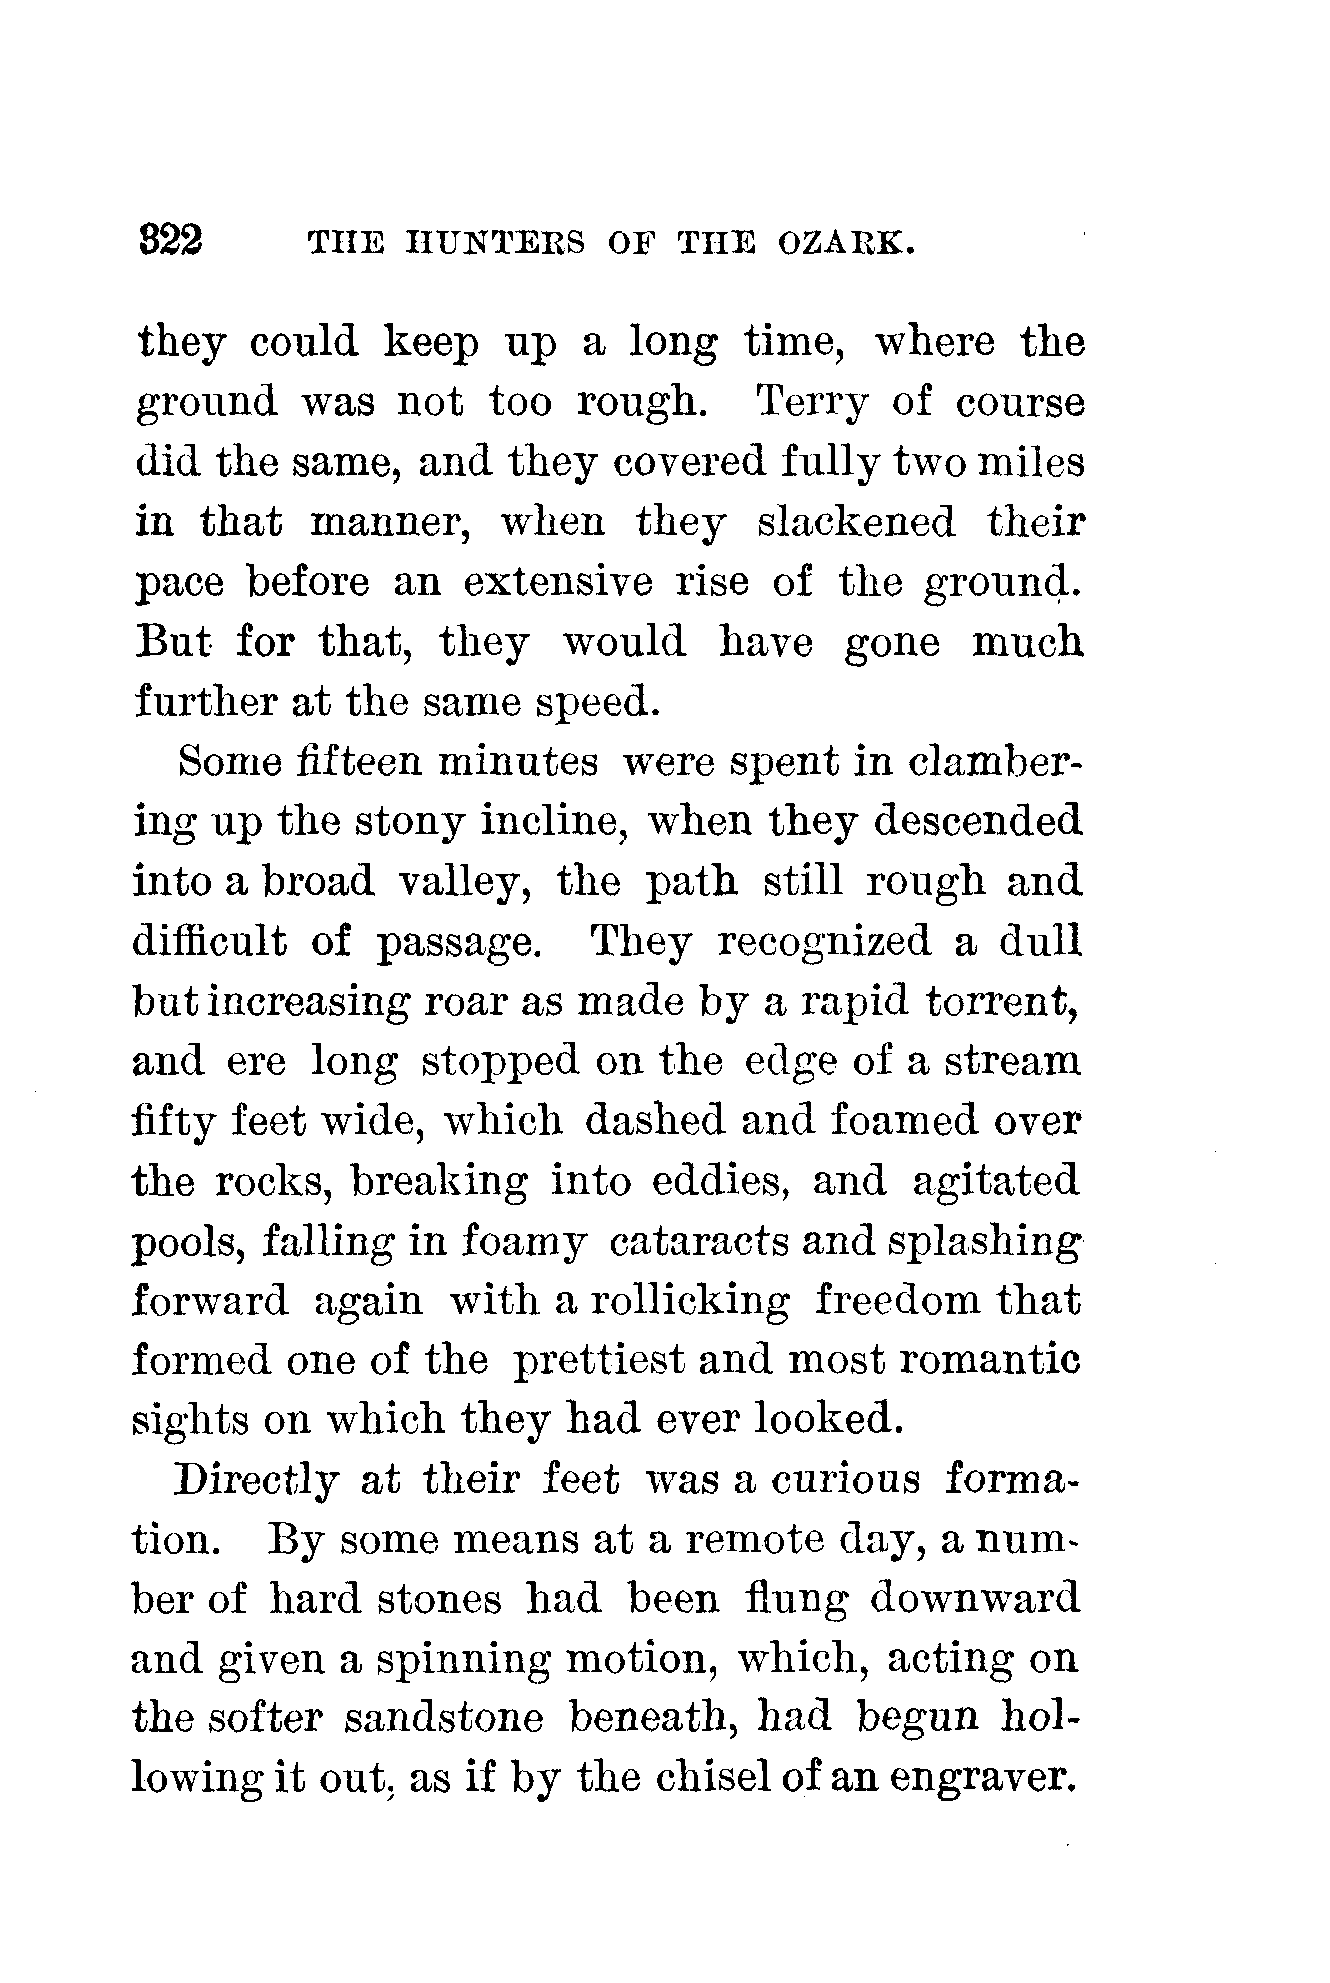 322 THE HUNTERS OF THE OZARK.
they could keep up a long time, where the
ground was not too rough. Terry of course
did the same, and they covered fully two miles
in that manner, when they slackened their
pace before an extensive rise of the ground.
But for that, they would have gone much
further at the same speed.
Some fifteen minutes were spent in clamber-
ing up the stony incline, when they descended
into a broad valley, the path still rough and
difficult of passage. They recognized a dull
but increasing roar as made by a rapid torrent,
and ere long stopped on the edge of a stream
fifty feet wide, which dashed and foamed over
the rocks, breaking into eddies, and agitated
pools, falling in foamy cataracts and splashing
forward again with a rollicking freedom that
formed one of the prettiest and most romantic
sights on which they had ever looked.
Directly at their feet was a curious forma-
tion. By some means at a remote day, a num-
ber of hard stones had been flung downward
and given a spinning motion, which, acting on
the softer sandstone beneath, had begun hol-
lowing it out, as if by the chisel of an engraver.